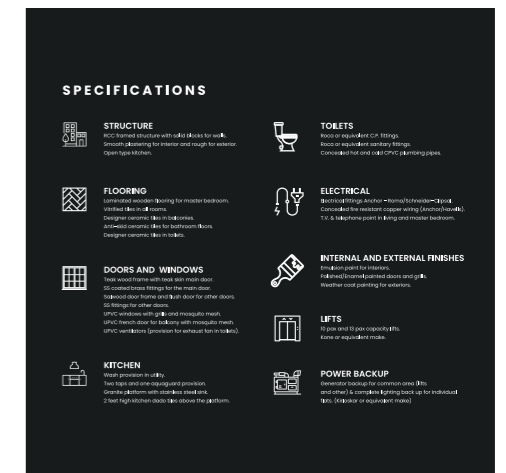 SPECIFICATIONS
STRUCTURE
RCC framed structure with solid blocks for walls.
Smooth plastering for interior and rough for exterior.
Open type kitchen.
FLOORING
Laminated wooden flooring for master bedroom.
Vitrified tiles in all rooms.
Designer ceramic tiles in balconies.
Anti-skid ceramic tiles for bathroom floors.
Designer ceramic tiles in toilets.
DOORS AND WINDOWS
Teak wood frame with teak skin main door.
SS coated brass fittings for the main door.
Salwood door frame and flush door for other doors.
SS fittings for other doors.
UPVC windows with grills and mosquito mesh.
UPVC french door for balcony with mosquito mesh.
UPVC ventilators (provision for exhaust fan in toilets).
KITCHEN
Wash provision in utility.
Two taps and one aquaguard provision.
Granite platform with stainless steel sink.
2 feet high kitchen dado tiles above the platform.
TOILETS
Roca or equivalent C.P. fittings.
Roca or equivalent sanitary fittings.
Concealed hot and cold CPVC plumbing pipes.
ELECTRICAL
Electrical fittings Anchor-Roma/Schneider-Clipsal.
Concealed fire resistant copper wiring (Anchor/Havells).
T.V. & telephone point in living and master bedroom.
INTERNAL AND EXTERNAL FINISHES
Emulsion paint for interiors.
Polished/Enamel painted doors and grills.
Weather coat painting for exteriors.
LIFTS
10 pax and 13 pax capacity lifts.
Kone or equivalent make.
POWER BACKUP
Generator backup for common area (lifts
and other) & complete lighting back up for individual
flats. (Kirloskar or equivalent make)